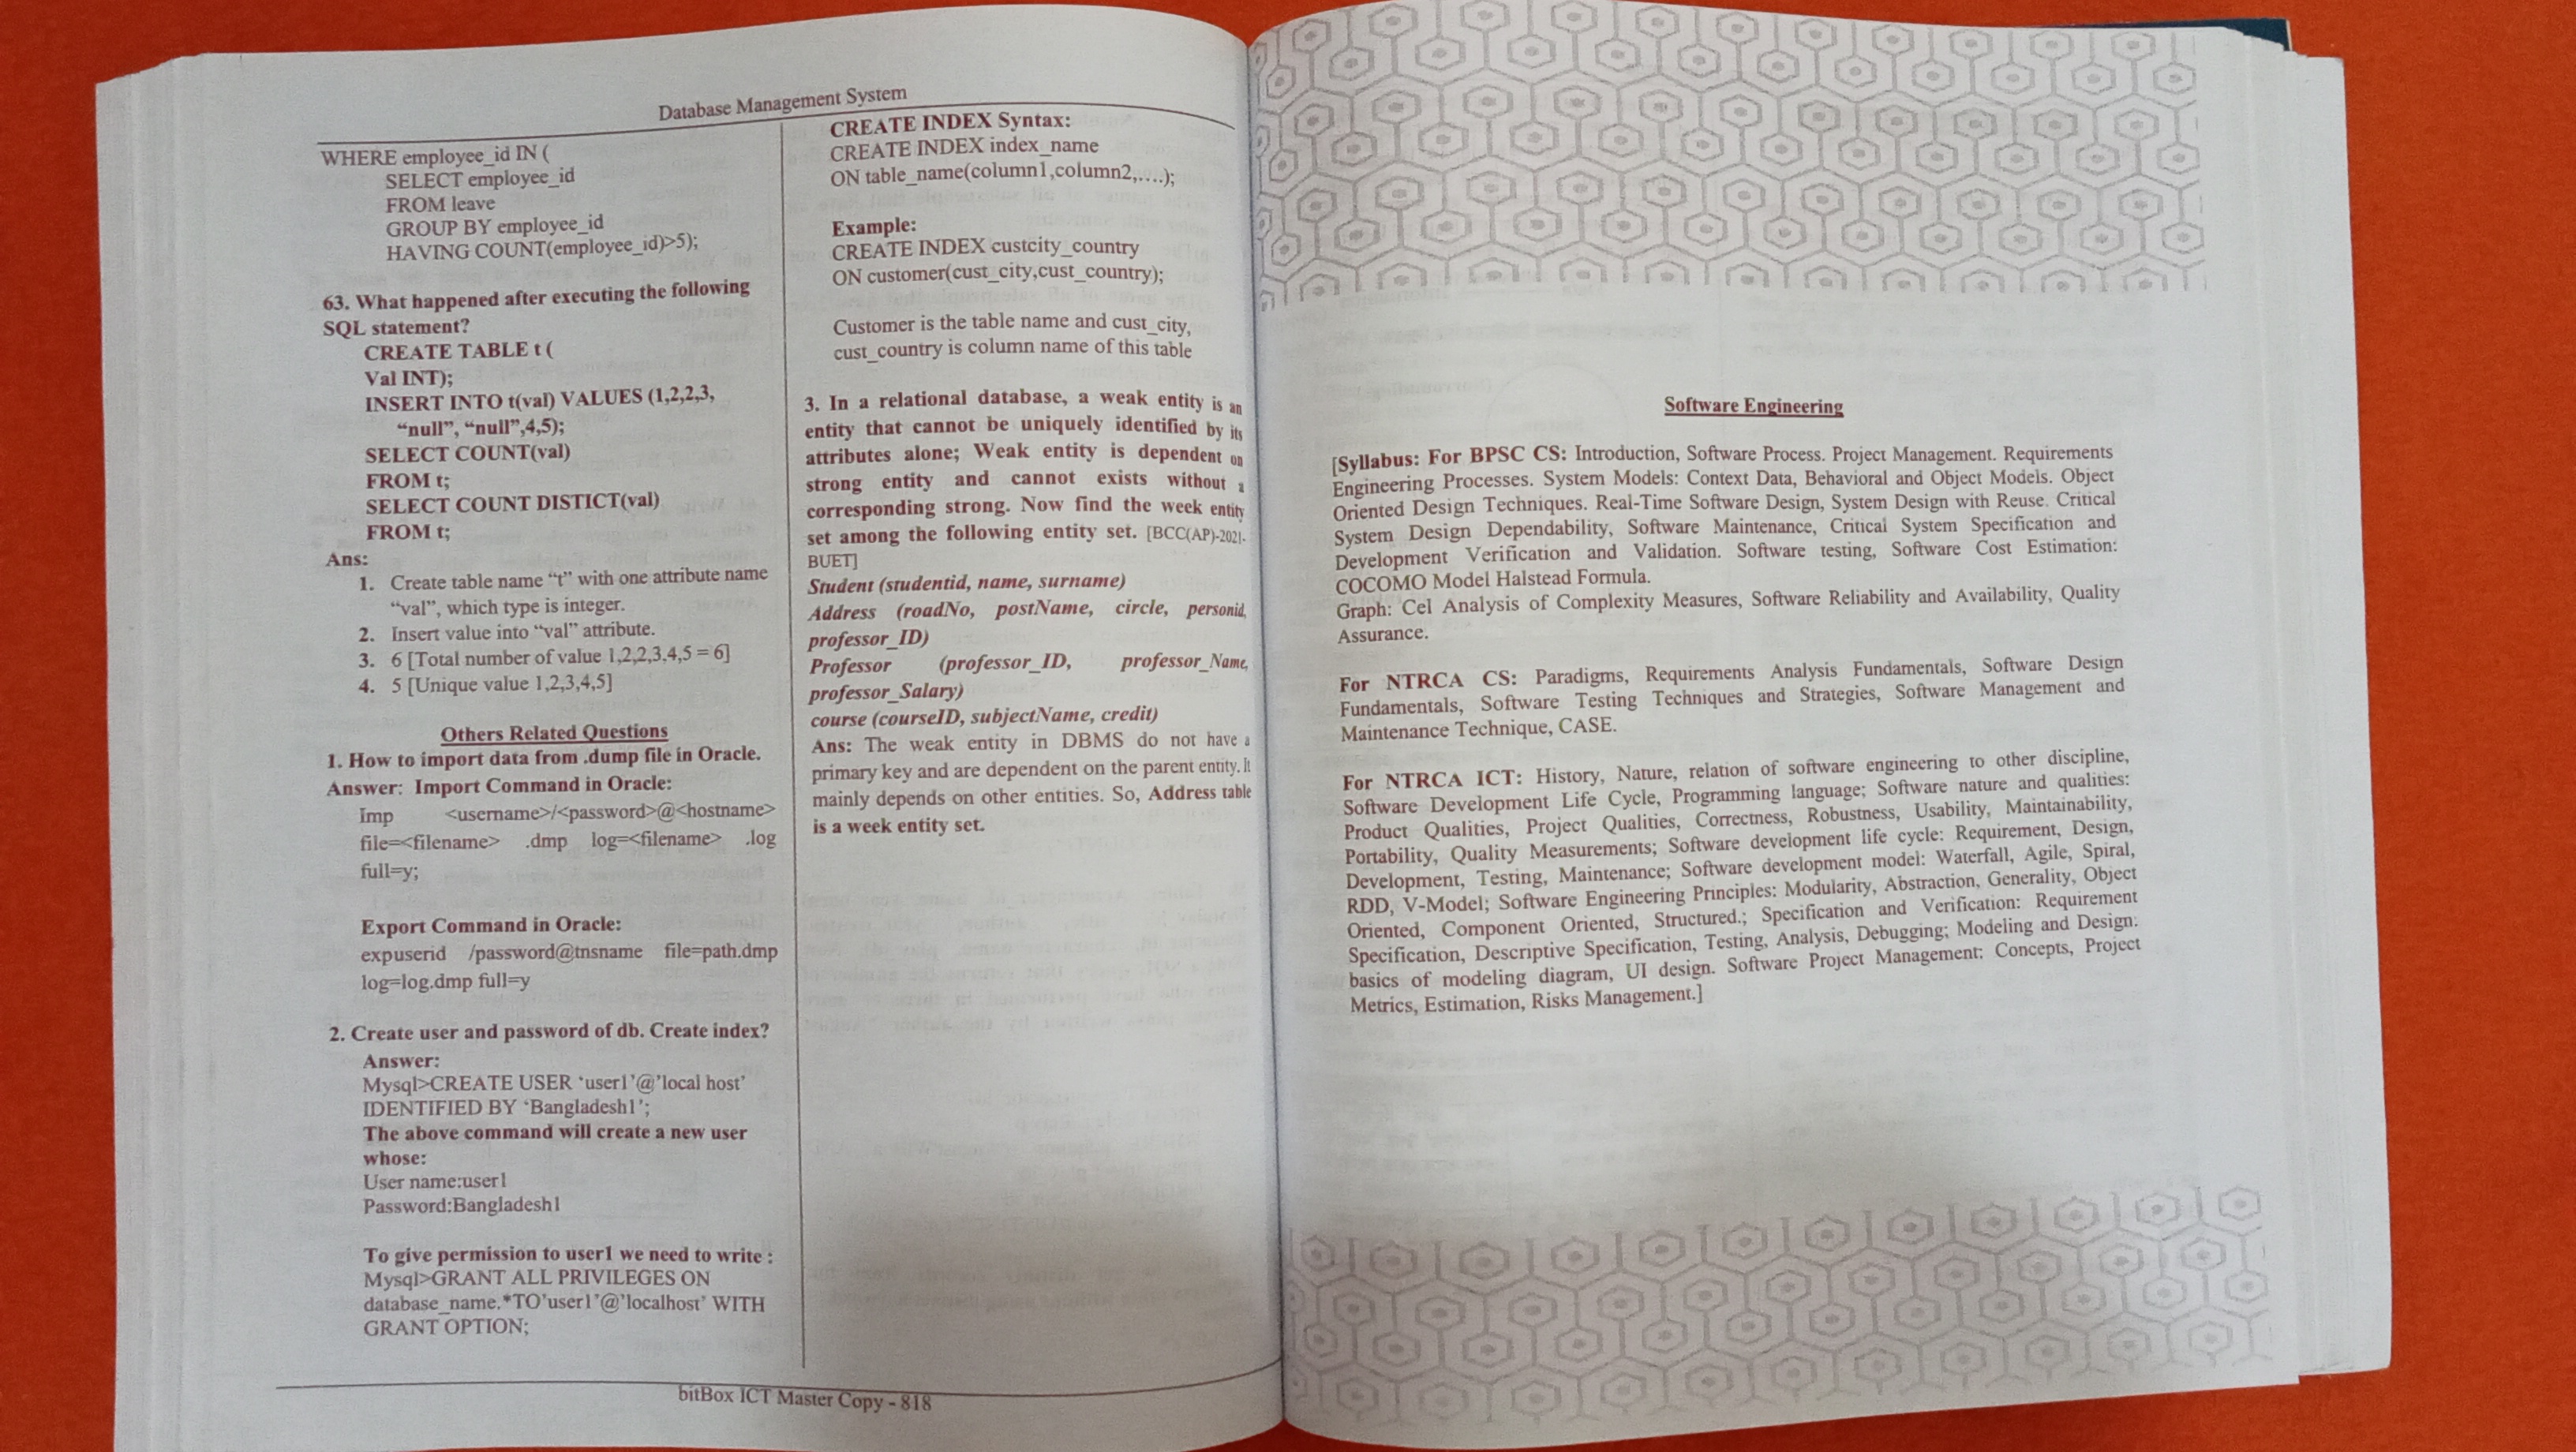 Database Management System
WHERE employee_id IN (
SELECT employee_id
FROM leave
GROUP BY employee_id
HAVING COUNT(employee_id)>5);
63. What happened after executing the following
SQL statement?
CREATE TABLE t (
Val INT);
INSERT INTO t(val) VALUES (1,2,2,3,
“null”, “null”,4,5);
SELECT COUNT(val)
FROM t;
SELECT COUNT DISTICT(val)
FROM t;
Ans:
1. Create table name “t” with one attribute name
“val”, which type is integer.
2. Insert value into “val” attribute.
3. 6 [Total number of value 1,2,2,3,4,5 = 6]
4. 5 [Unique value 1,2,3,4,5]
Others Related Questions
1. How to import data from .dump file in Oracle.
Answer: Import Command in Oracle:
Imp <username>/<password>@<hostname>
file=<filename> .dmp log=<filename> .log
full=y;
Export Command in Oracle:
expuserid /password@tnsname file=path.dmp
log=log.dmp full=y
2. Create user and password of db. Create index?
Answer:
Mysql>CREATE USER ‘user1’@’local host’
IDENTIFIED BY ‘Bangladesh1’;
The above command will create a new user
whose:
User name:user1
Password:Bangladesh1
To give permission to user1 we need to write :
Mysql>GRANT ALL PRIVILEGES ON
database_name.*TO’user1’@’localhost’ WITH
GRANT OPTION;
CREATE INDEX Syntax:
CREATE INDEX index_name
ON table_name(column1,column2,….);
Example:
CREATE INDEX custcity_country
ON customer(cust_city,cust_country);
Customer is the table name and cust_city,
cust_country is column name of this table
3. In a relational database, a weak entity is an
entity that cannot be uniquely identified by its
attributes alone; Weak entity is dependent on
strong entity and cannot exists without a
corresponding strong. Now find the week entity
set among the following entity set. [BCC(AP)-2021-
BUET]
Student (studentid, name, surname)
Address (roadNo, postName, circle, personid,
professor_ID)
Professor (professor_ID, professor_Name,
professor_Salary)
course (courseID, subjectName, credit)
Ans: The weak entity in DBMS do not have a
primary key and are dependent on the parent entity. It
mainly depends on other entities. So, Address table
is a week entity set.
bitBox ICT Master Copy - 818
Software Engineering
[Syllabus: For BPSC CS: Introduction, Software Process. Project Management. Requirements
Engineering Processes. System Models: Context Data, Behavioral and Object Models. Object
Oriented Design Techniques. Real-Time Software Design, System Design with Reuse. Critical
System Design Dependability, Software Maintenance, Critical System Specification and
Development Verification and Validation. Software testing, Software Cost Estimation:
COCOMO Model Halstead Formula.
Graph: Cel Analysis of Complexity Measures, Software Reliability and Availability, Quality
Assurance.
For NTRCA CS: Paradigms, Requirements Analysis Fundamentals, Software Design
Fundamentals, Software Testing Techniques and Strategies, Software Management and
Maintenance Technique, CASE.
For NTRCA ICT: History, Nature, relation of software engineering to other discipline,
Software Development Life Cycle, Programming language; Software nature and qualities:
Product Qualities, Project Qualities, Correctness, Robustness, Usability, Maintainability,
Portability, Quality Measurements; Software development life cycle: Requirement, Design,
Development, Testing, Maintenance; Software development model: Waterfall, Agile, Spiral,
RDD, V-Model; Software Engineering Principles: Modularity, Abstraction, Generality, Object
Oriented, Component Oriented, Structured.; Specification and Verification: Requirement
Specification, Descriptive Specification, Testing, Analysis, Debugging; Modeling and Design:
basics of modeling diagram, UI design. Software Project Management: Concepts, Project
Metrics, Estimation, Risks Management.]